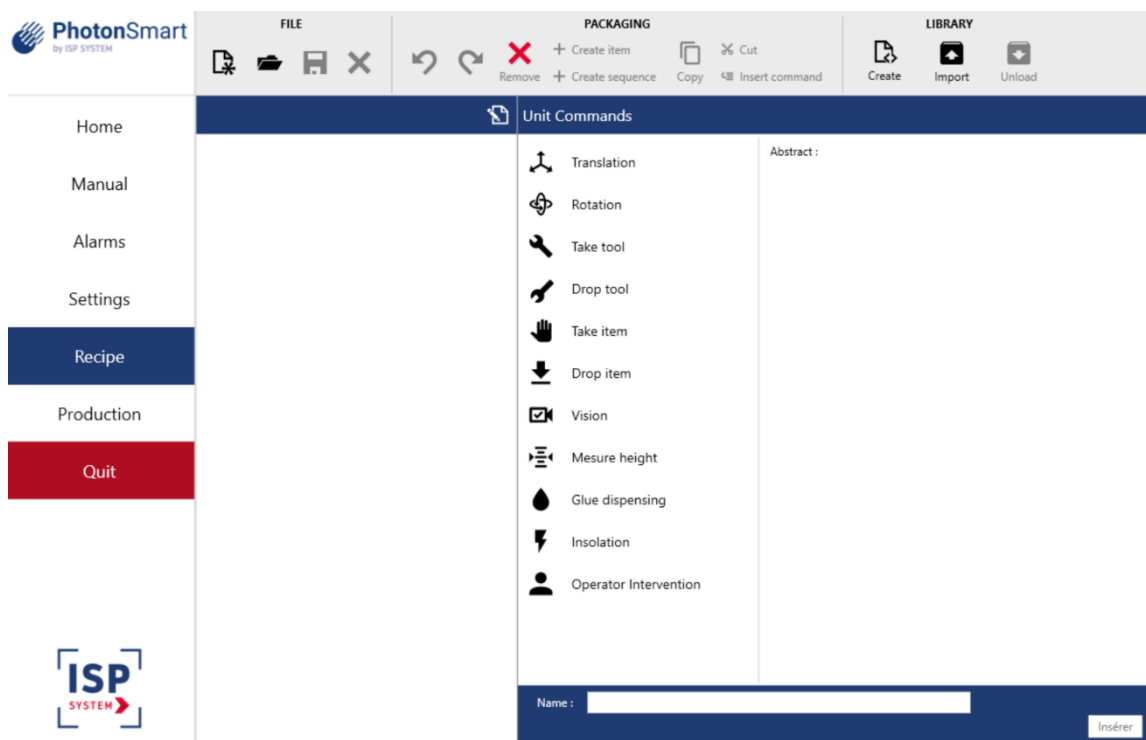 PhotonSmart
by ISP SYSTEM
FILE
PACKAGING
LIBRARY
Remove
+ Create item
+ Create sequence
Copy
Cut
Insert command
Create
Import
Unload
Home
Manual
Alarms
Settings
Recipe
Production
Quit
Unit Commands
Translation
Rotation
Take tool
Drop tool
Take item
Drop item
Vision
Mesure height
Glue dispensing
Insolation
Operator Intervention
Abstract :
Name :
Insérer
ISP
SYSTEM